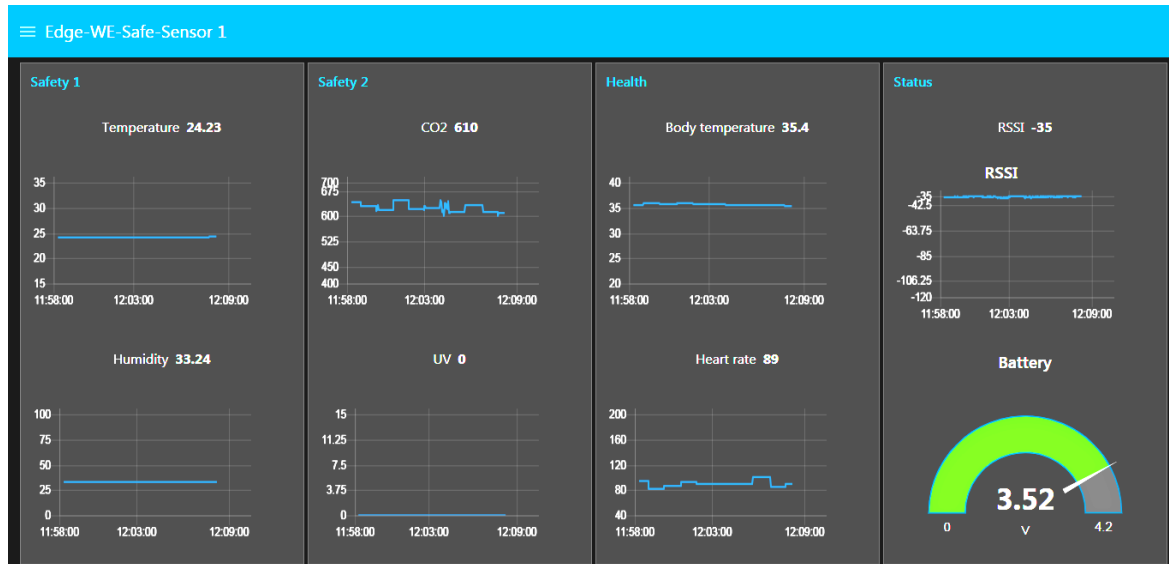 Edge-WE-Safe-Sensor 1
Safety 1
Temperature 24.23
35
30
25
20
15
11:58:00 12:03:00 12:09:00
Humidity 33.24
100
75
50
25
0
11:58:00 12:03:00 12:09:00
Safety 2
CO2 610
700
675
600
525
450
400
11:58:00 12:03:00 12:09:00
UV 0
15
11.25
7.5
3.75
0
11:58:00 12:03:00 12:09:00
Health
Body temperature 35.4
40
35
30
25
20
11:58:00 12:03:00 12:09:00
Heart rate 89
200
160
120
80
40
11:58:00 12:03:00 12:09:00
Status
RSSI -35
RSSI
-35
-42.5
-63.75
-85
-106.25
-120
11:58:00 12:03:00 12:09:00
Battery
3.52
0 V 4.2